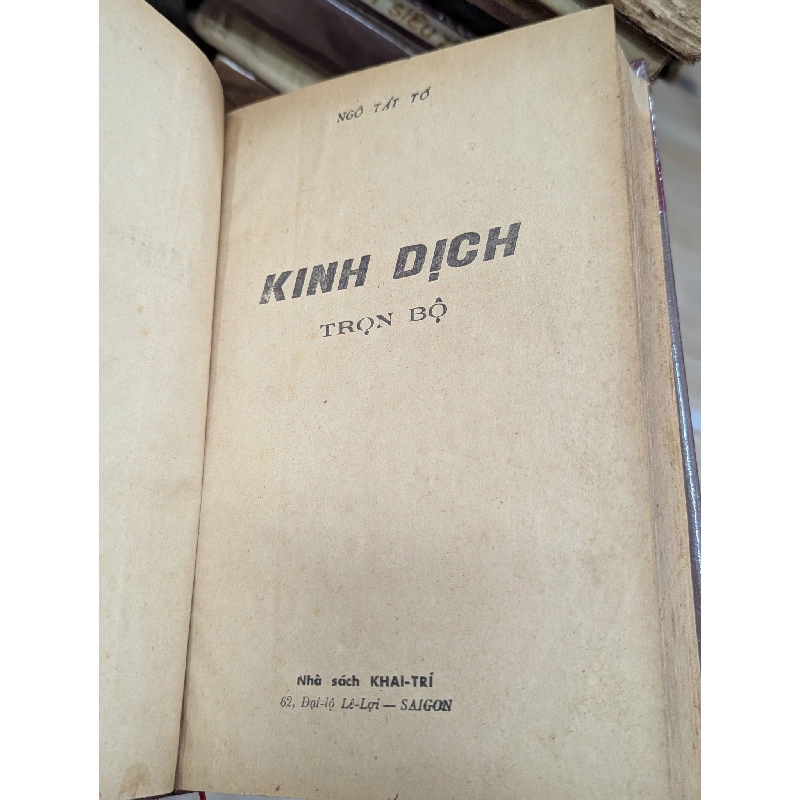 NGÔ TẤT TỐ
KINH DỊCH
TRỌN BỘ
Nhà sách KHAI-TRÍ
62, Đại-lộ Lê-Lợi — SAIGON